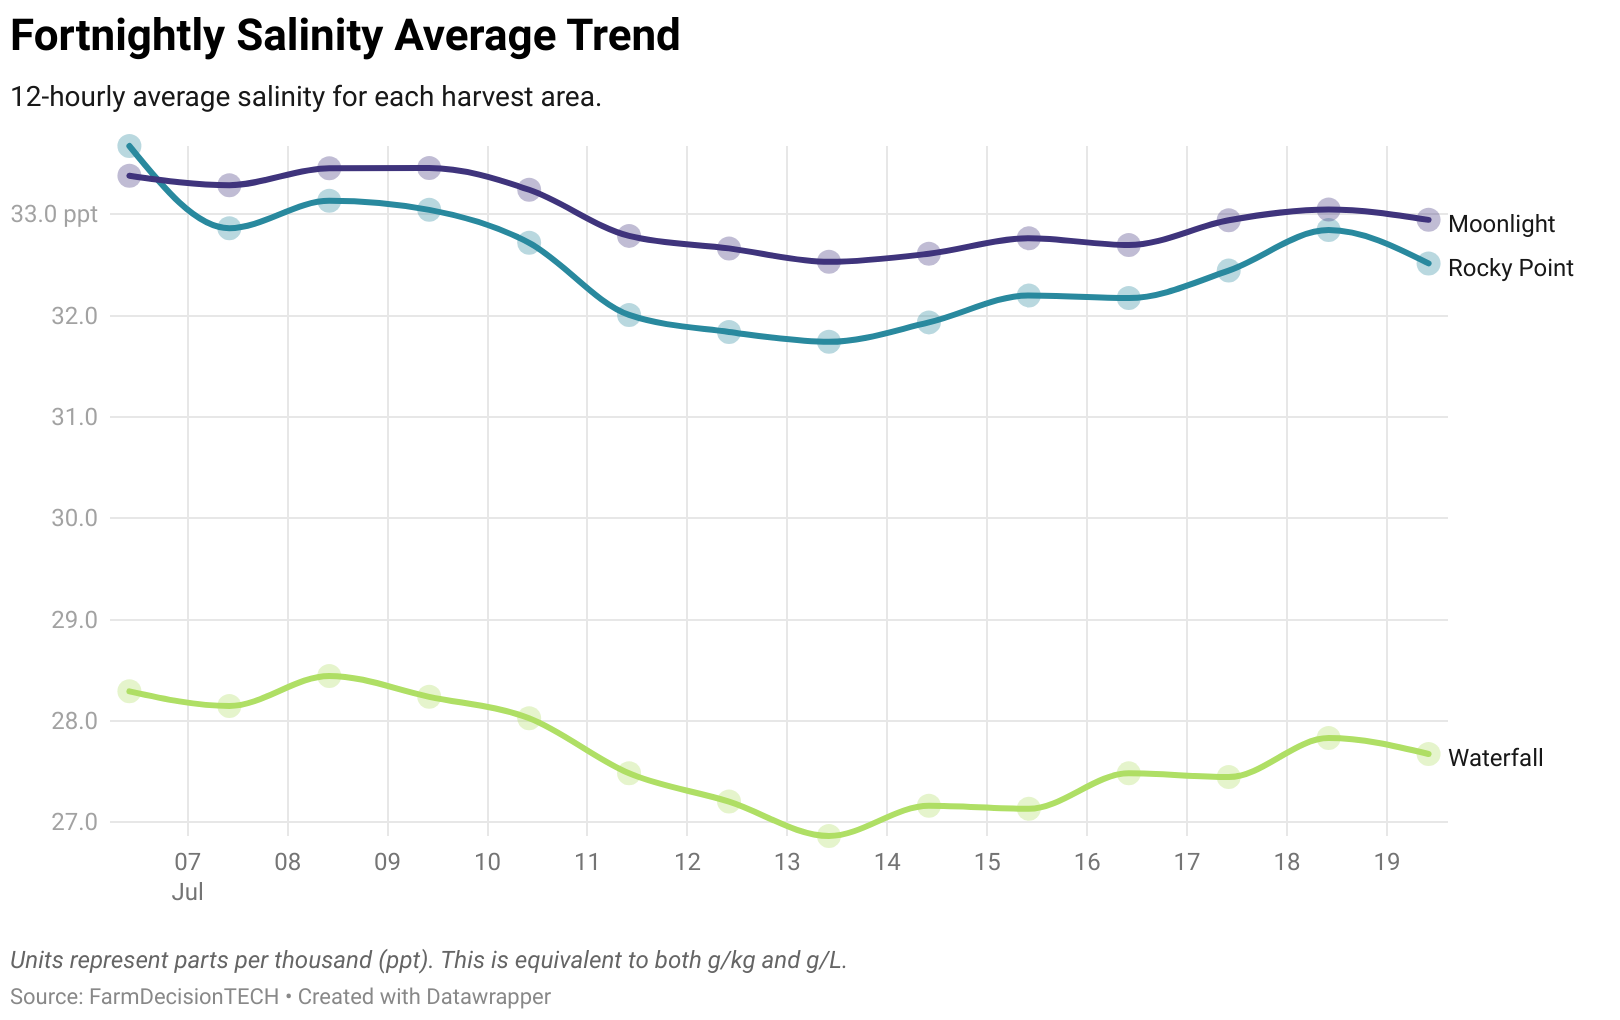 Fortnightly Salinity Average Trend
12-hourly average salinity for each harvest area.
33.0 ppt
Moonlight
Rocky Point
32.0
31.0
30.0
29.0
28.0
Waterfall
27.0
07 08 09 10 11 12 13 14 15 16 17 18 19
Jul
Units represent parts per thousand (ppt). This is equivalent to both g/kg and g/L.
Source: FarmDecisionTECH • Created with Datawrapper